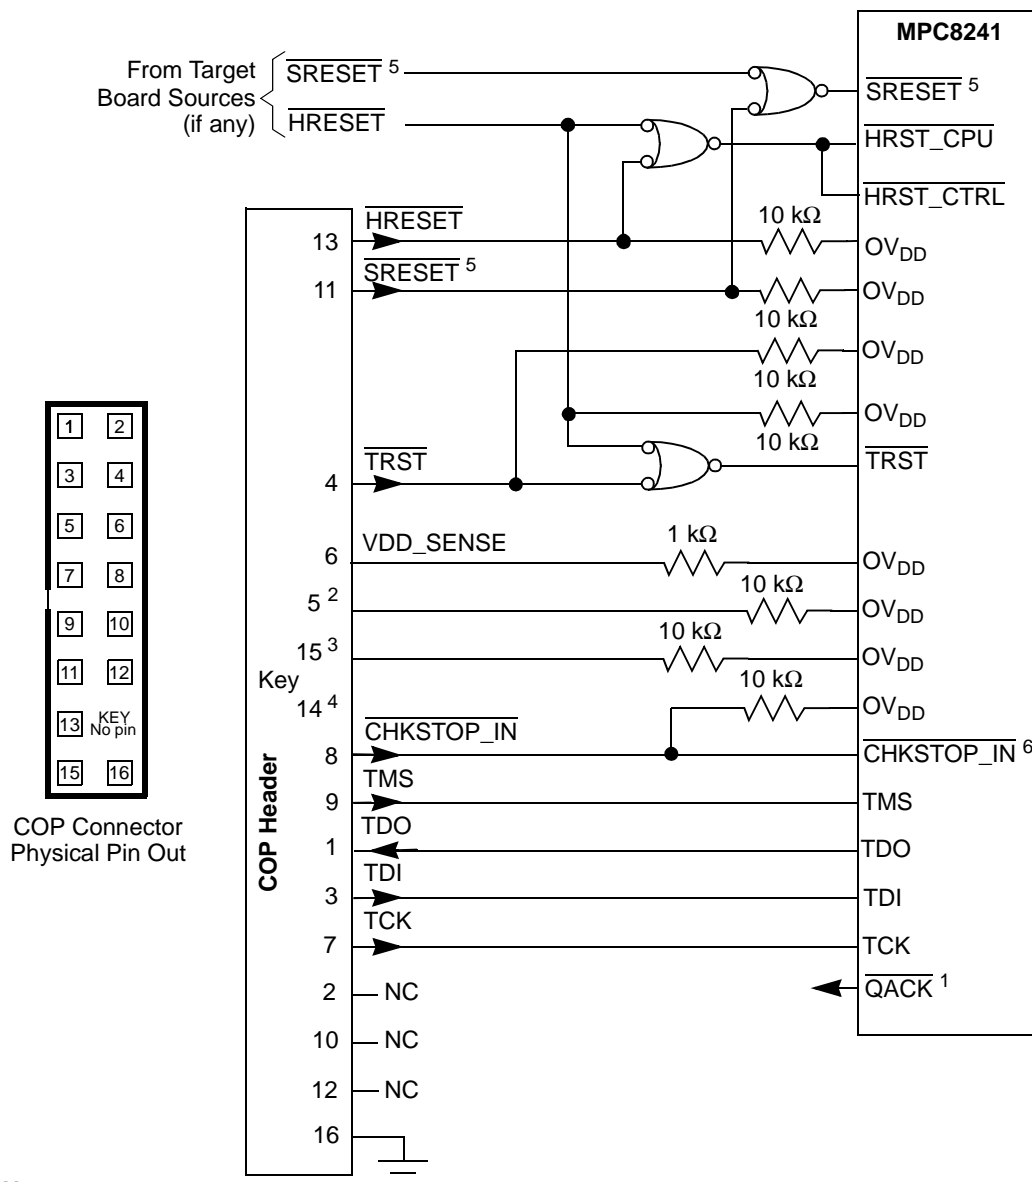 MPC8241
From Target
Board Sources
(if any)
SRESET 5
HRESET
SRESET 5
HRST_CPU
HRST_CTRL
13
HRESET
10 kΩ
OVDD
11
SRESET 5
10 kΩ
OVDD
10 kΩ
OVDD
10 kΩ
OVDD
4
TRST
TRST
6
VDD_SENSE
1 kΩ
OVDD
5 2
10 kΩ
OVDD
15 3
10 kΩ
OVDD
Key
14 4
10 kΩ
OVDD
8
CHKSTOP_IN
CHKSTOP_IN 6
9
TMS
TMS
1
TDO
TDO
3
TDI
TDI
7
TCK
TCK
QACK 1
2
NC
10
NC
12
NC
16
COP Header
1 2
3 4
5 6
7 8
9 10
11 12
13 KEY
No pin
15 16
COP Connector
Physical Pin Out